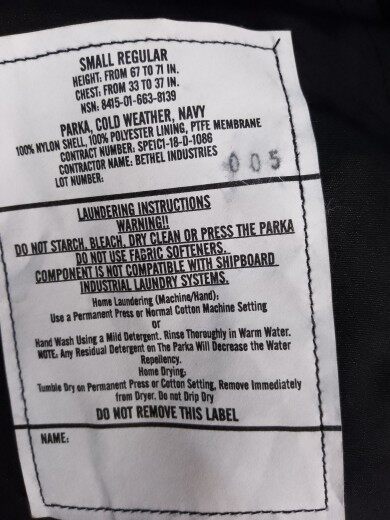 SMALL REGULAR
HEIGHT: FROM 67 TO 71 IN.
CHEST: FROM 33 TO 37 IN.
NSN: 8415-01-663-8139
PARKA, COLD WEATHER, NAVY
100% NYLON SHELL, 100% POLYESTER LINING, PTFE MEMBRANE
CONTRACT NUMBER: SPEIC1-18-D-1086
CONTRACTOR NAME: BETHEL INDUSTRIES
LOT NUMBER: 005
LAUNDERING INSTRUCTIONS
WARNING!!
DO NOT STARCH, BLEACH, DRY CLEAN OR PRESS THE PARKA
DO NOT USE FABRIC SOFTENERS.
COMPONENT IS NOT COMPATIBLE WITH SHIPBOARD
INDUSTRIAL LAUNDRY SYSTEMS.
Home Laundering (Machine/Hand):
Use a Permanent Press or Normal Cotton Machine Setting
or
Hand Wash Using a Mild Detergent. Rinse Thoroughly in Warm Water.
NOTE: Any Residual Detergent on The Parka Will Decrease the Water
Repellency.
Home Drying:
Tumble Dry on Permanent Press or Cotton Setting, Remove Immediately
from Dryer. Do not Drip Dry
DO NOT REMOVE THIS LABEL
NAME: